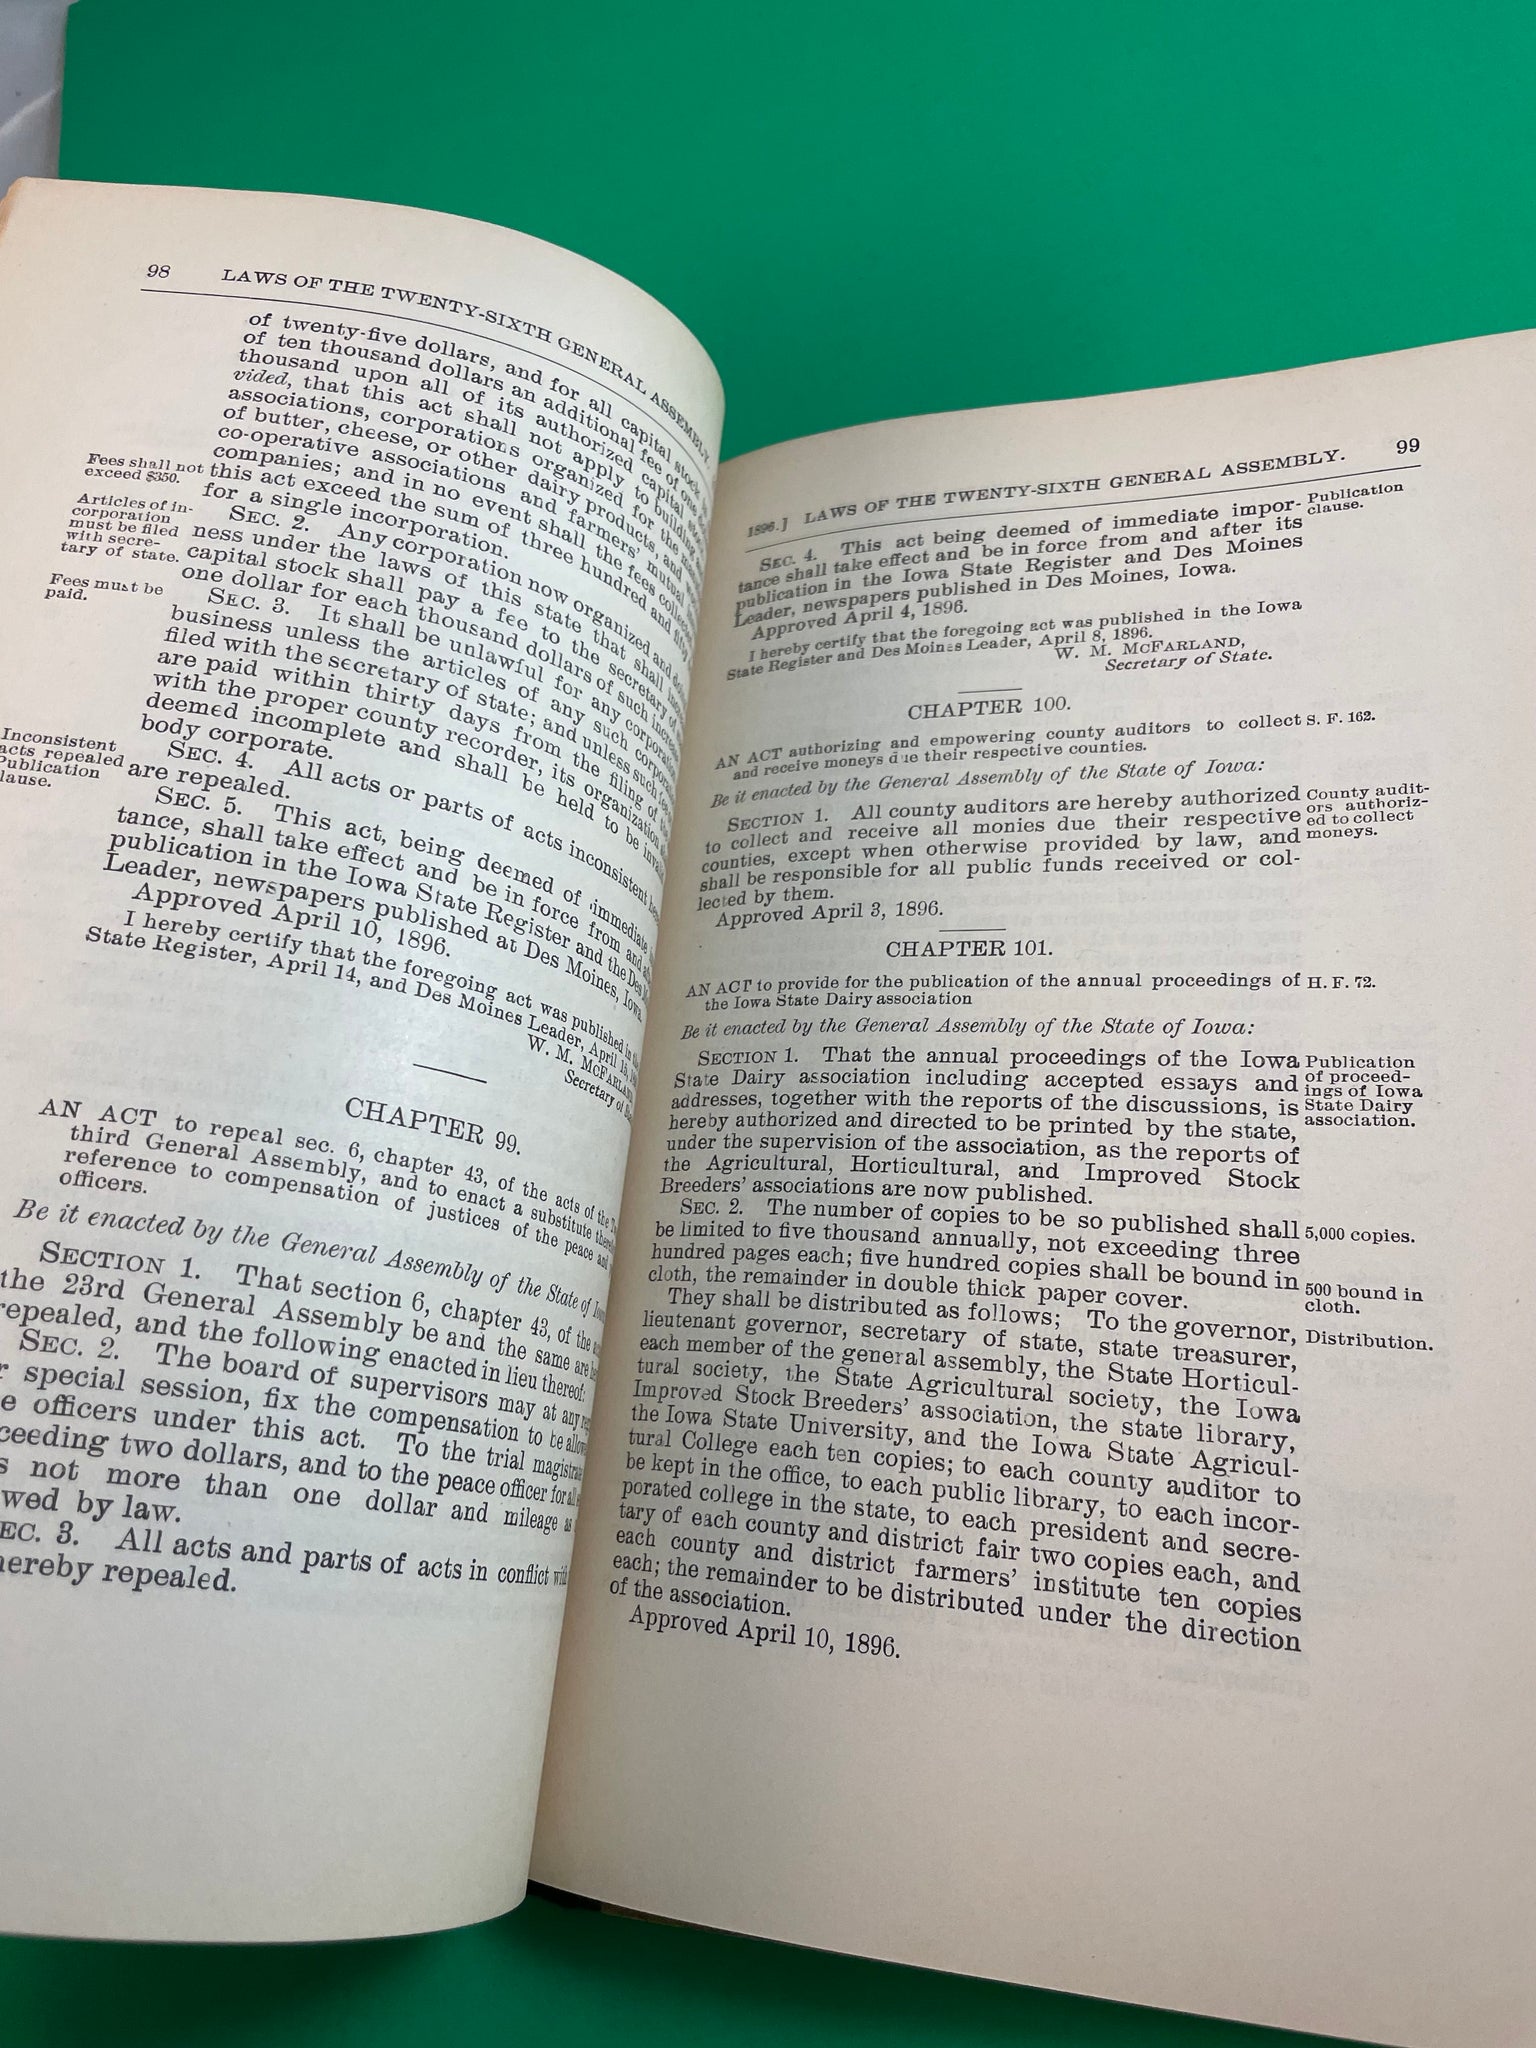 98 LAWS OF THE TWENTY-SIXTH GENERAL ASSEMBLY.
of twenty-five dollars, and for all capital stock
of ten thousand dollars an additional fee of one
thousand upon all of its authorized capital stock
vided, that this act shall not apply to building
associations, corporations organized for the
of butter, cheese, or other dairy products, and
co-operative associations and farmers' mutual
companies; and in no event shall the fees collected
Fees shall not
exceed $350.
this act exceed the sum of three hundred and fifty
for a single incorporation.
Articles of in-
corporation
must be filed
with secre-
tary of state.
SEC. 2. Any corporation now organized and
ness under the laws of this state that shall
capital stock shall pay a fee to the secretary of
one dollar for each thousand dollars of such increase
Fees must be
paid.
SEC. 3. It shall be unlawful for any corporation
business unless the articles of any such corporation
filed with the secretary of state; and unless such fees
are paid within thirty days from the filing of
with the proper county recorder, its organization
deemed incomplete and shall be held to be invalid
body corporate.
Inconsistent
acts repealed
Publication
lause.
SEC. 4. All acts or parts of acts inconsistent
are repealed.
SEC. 5. This act, being deemed of immediate
tance, shall take effect and be in force from and
publication in the Iowa State Register and the Des
Leader, newspapers published at Des Moines, Iowa.
Approved April 10, 1896.
I hereby certify that the foregoing act was published in
State Register, April 14, and Des Moines Leader, April
W. M. MCFARLAND
Secretary of
CHAPTER 99.
AN ACT to repeal sec. 6, chapter 43, of the acts of the
third General Assembly, and to enact a substitute
reference to compensation of justices of the peace and
officers.
Be it enacted by the General Assembly of the State of
SECTION 1. That section 6, chapter 43, of the
the 23rd General Assembly be and the same are
repealed, and the following enacted in lieu thereof:
SEC. 2. The board of supervisors may at any
r special session, fix the compensation to be
e officers under this act. To the trial
ceeding two dollars, and to the peace officer for
s not more than one dollar and mileage as
wed by law.
EC. 3. All acts and parts of acts in conflict
hereby repealed.
1896.] LAWS OF THE TWENTY-SIXTH GENERAL ASSEMBLY. 99
SEC. 4. This act being deemed of immediate impor-
tance shall take effect and be in force from and after its
publication in the Iowa State Register and Des Moines
Leader, newspapers published in Des Moines, Iowa.
Publication
clause.
Approved April 4, 1896.
I hereby certify that the foregoing act was published in the Iowa
State Register and Des Moines Leader, April 8, 1896.
W. M. MCFARLAND,
Secretary of State.
CHAPTER 100.
S. F. 162.
AN ACT authorizing and empowering county auditors to collect
and receive moneys due their respective counties.
Be it enacted by the General Assembly of the State of Iowa:
SECTION 1. All county auditors are hereby authorized
to collect and receive all monies due their respective
counties, except when otherwise provided by law, and
shall be responsible for all public funds received or col-
lected by them.
County audit-
ors authoriz-
ed to collect
moneys.
Approved April 3, 1896.
CHAPTER 101.
AN ACT to provide for the publication of the annual proceedings of
the Iowa State Dairy association
H. F. 72.
Be it enacted by the General Assembly of the State of Iowa:
SECTION 1. That the annual proceedings of the Iowa
State Dairy association including accepted essays and
addresses, together with the reports of the discussions, is
hereby authorized and directed to be printed by the state,
under the supervision of the association, as the reports of
the Agricultural, Horticultural, and Improved Stock
Breeders' associations are now published.
Publication
of proceed-
ings of Iowa
State Dairy
association.
SEC. 2. The number of copies to be so published shall
be limited to five thousand annually, not exceeding three
hundred pages each; five hundred copies shall be bound in
cloth, the remainder in double thick paper cover.
5,000 copies.
500 bound in
cloth.
They shall be distributed as follows; To the governor,
lieutenant governor, secretary of state, state treasurer,
each member of the general assembly, the State Horticul-
tural society, the State Agricultural society, the Iowa
Improved Stock Breeders' association, the state library,
the Iowa State University, and the Iowa State Agricul-
tural College each ten copies; to each county auditor to
be kept in the office, to each public library, to each incor-
porated college in the state, to each president and secre-
tary of each county and district fair two copies each, and
each county and district farmers' institute ten copies
each; the remainder to be distributed under the direction
of the association.
Distribution.
Approved April 10, 1896.